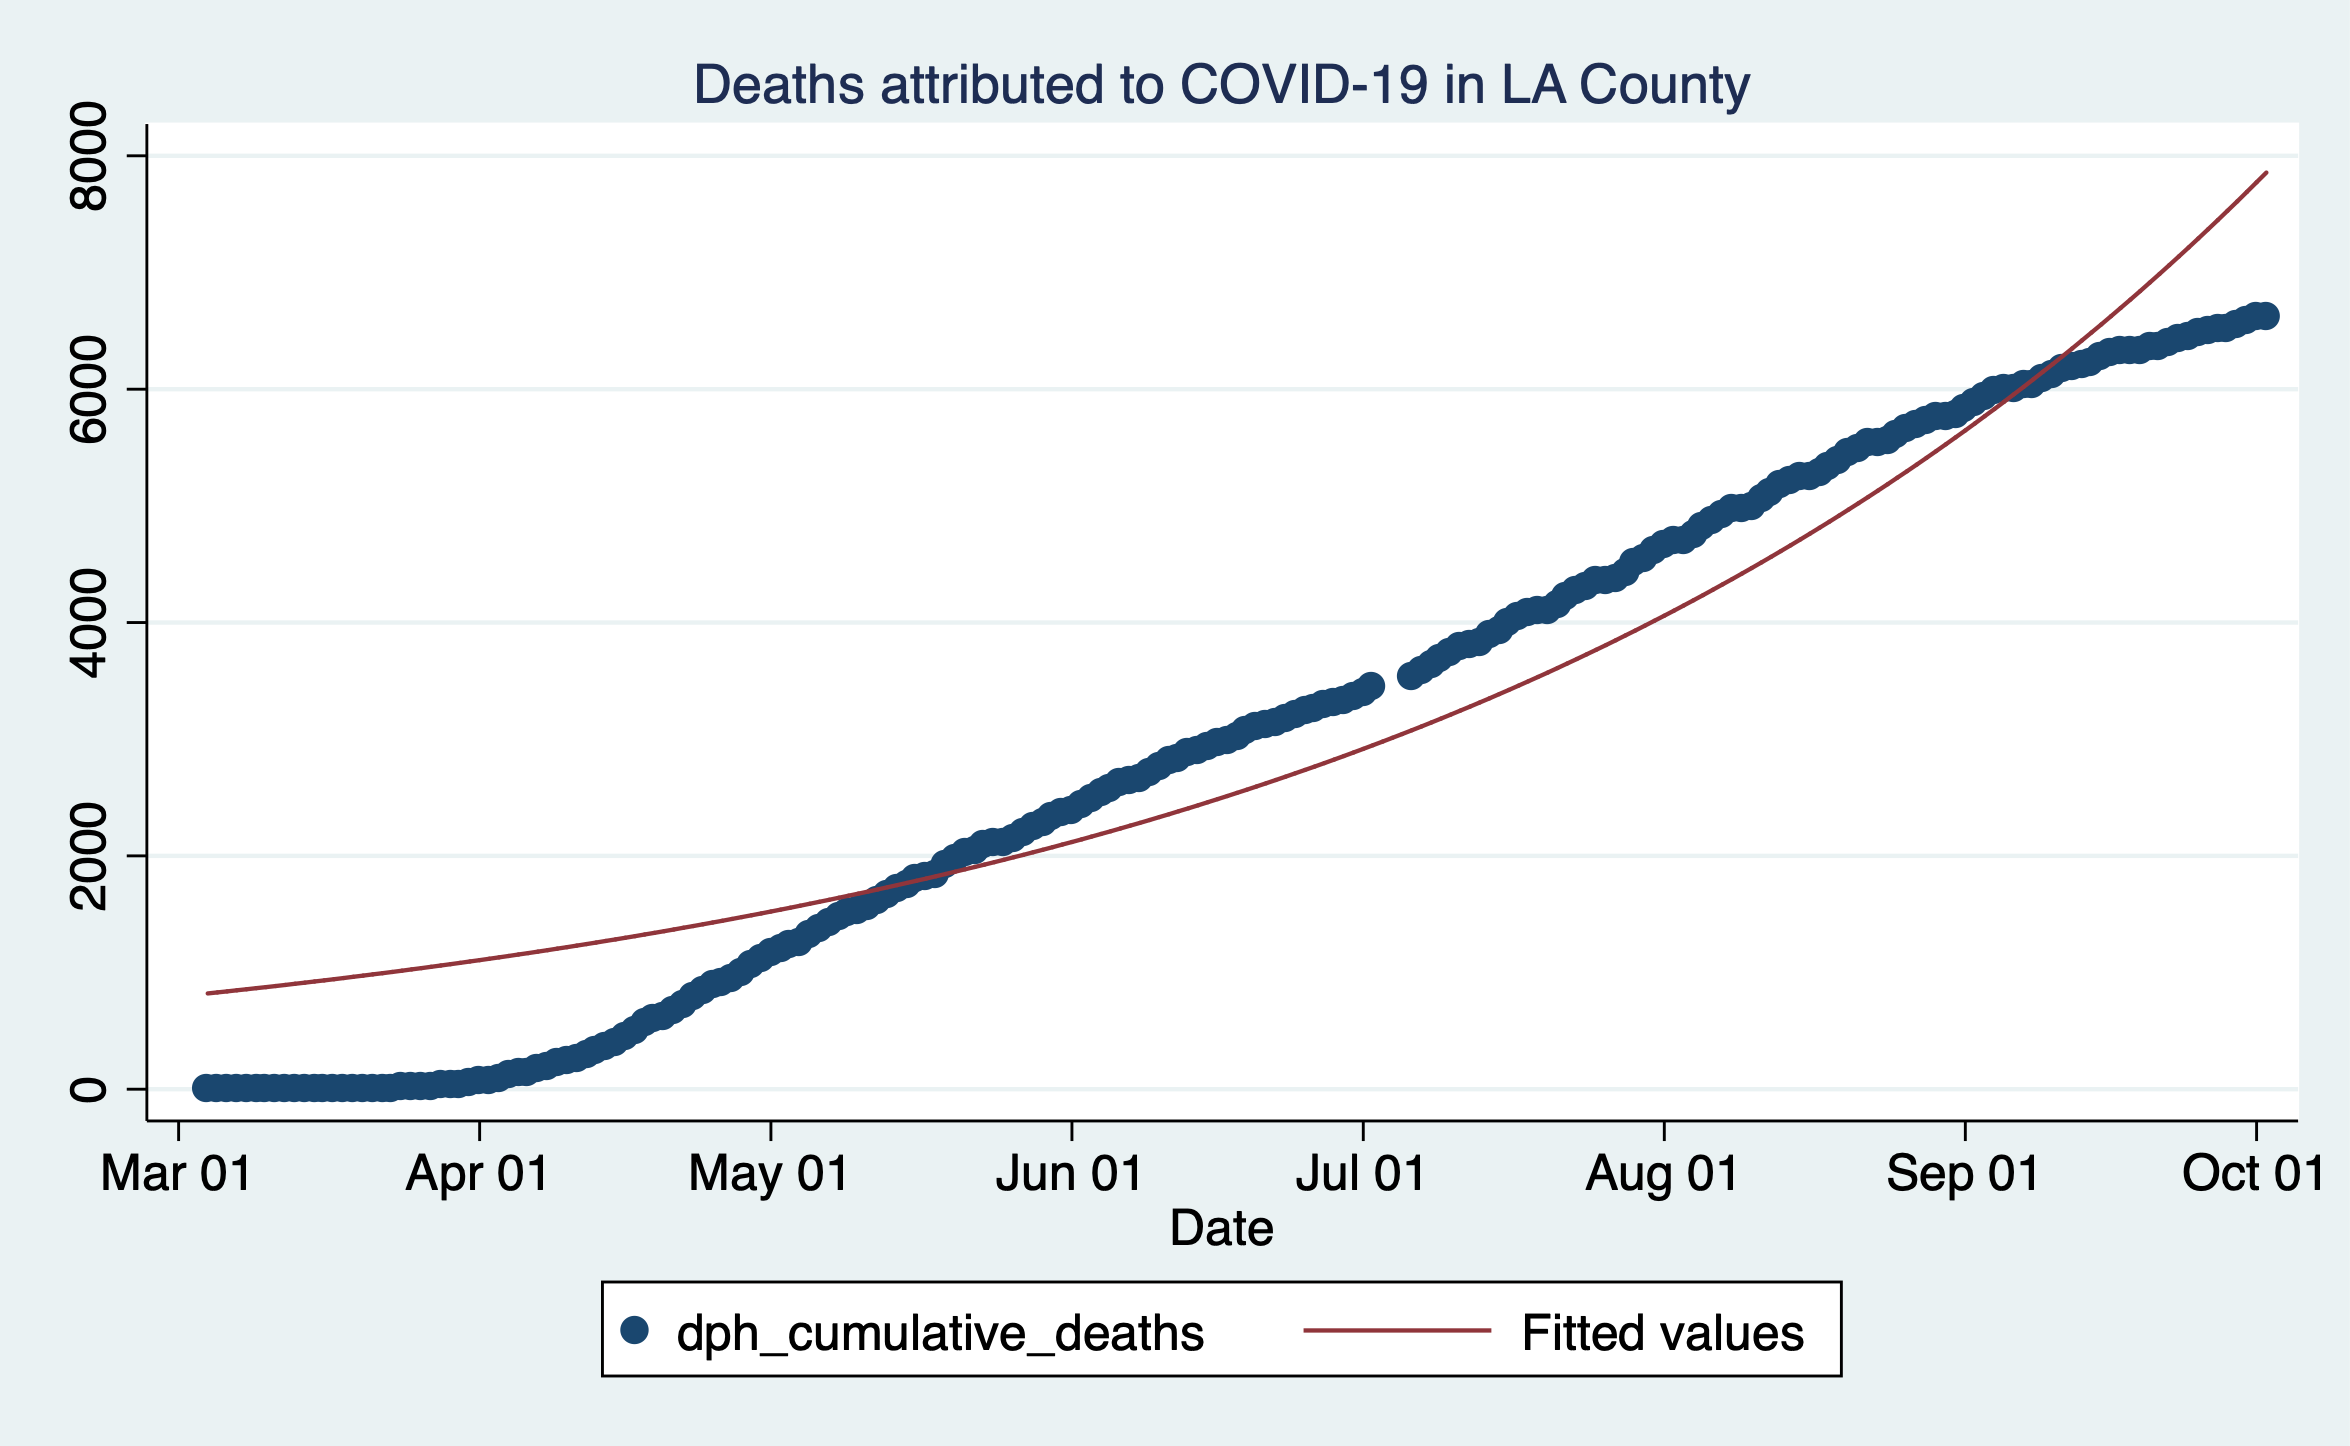 Deaths attributed to COVID-19 in LA County
8000
6000
4000
2000
0
Mar 01 Apr 01 May 01 Jun 01 Jul 01 Aug 01 Sep 01 Oct 01
Date
dph_cumulative_deaths Fitted values